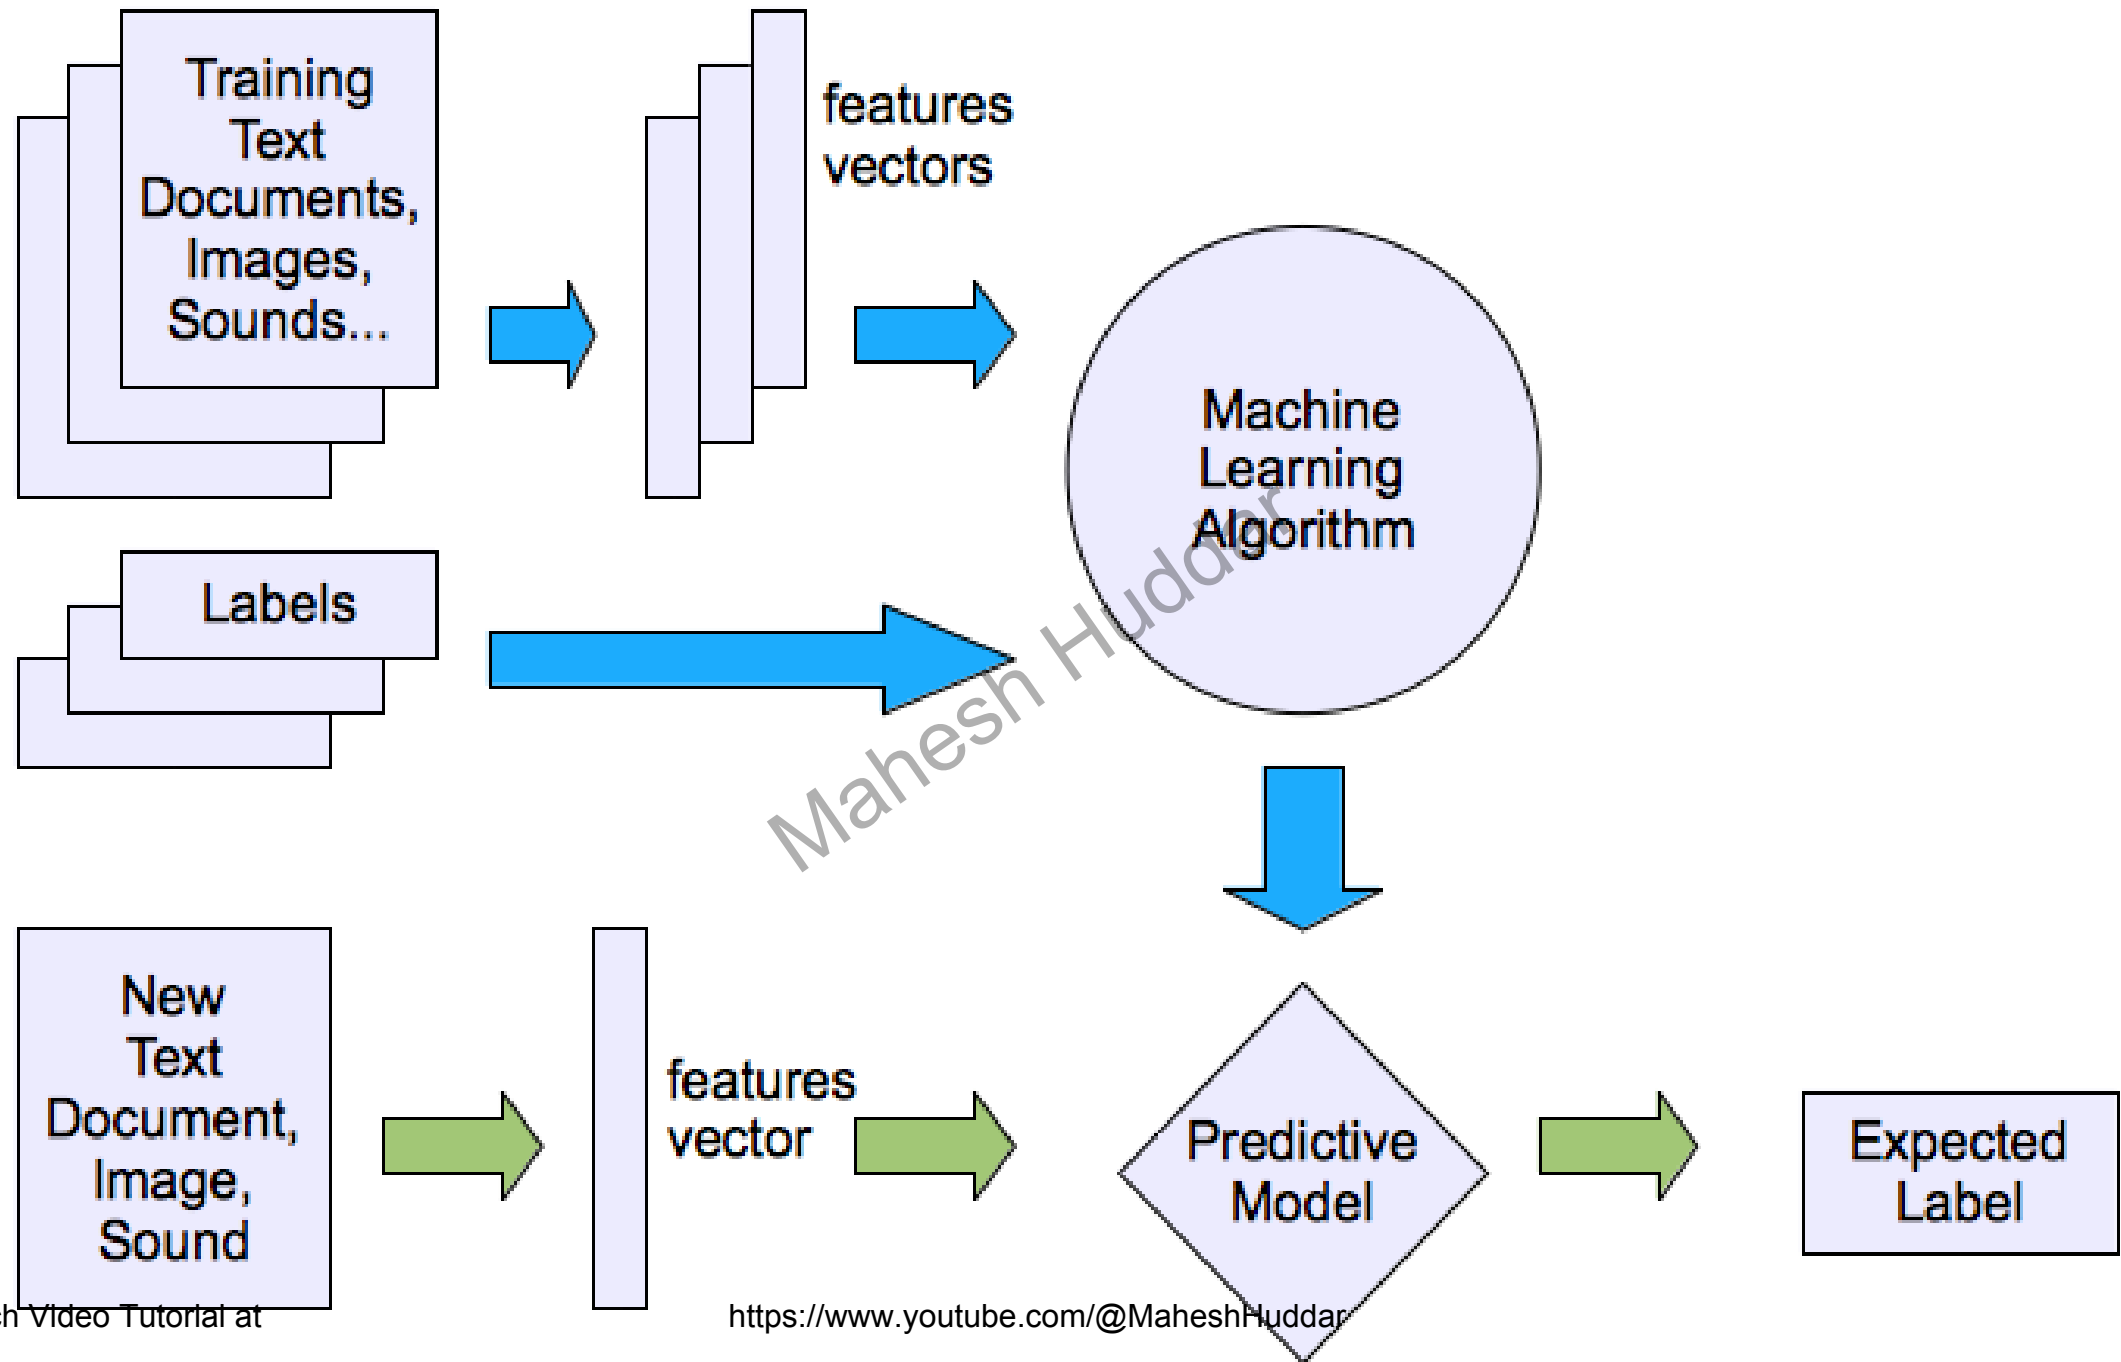 Training
Text
Documents,
Images,
Sounds...
features
vectors
Machine
Learning
Algorithm
Labels
Mahesh Huddar
New
Text
Document,
Image,
Sound
features
vector
Predictive
Model
Expected
Label
Video Tutorial at
https://www.youtube.com/@MaheshHuddar